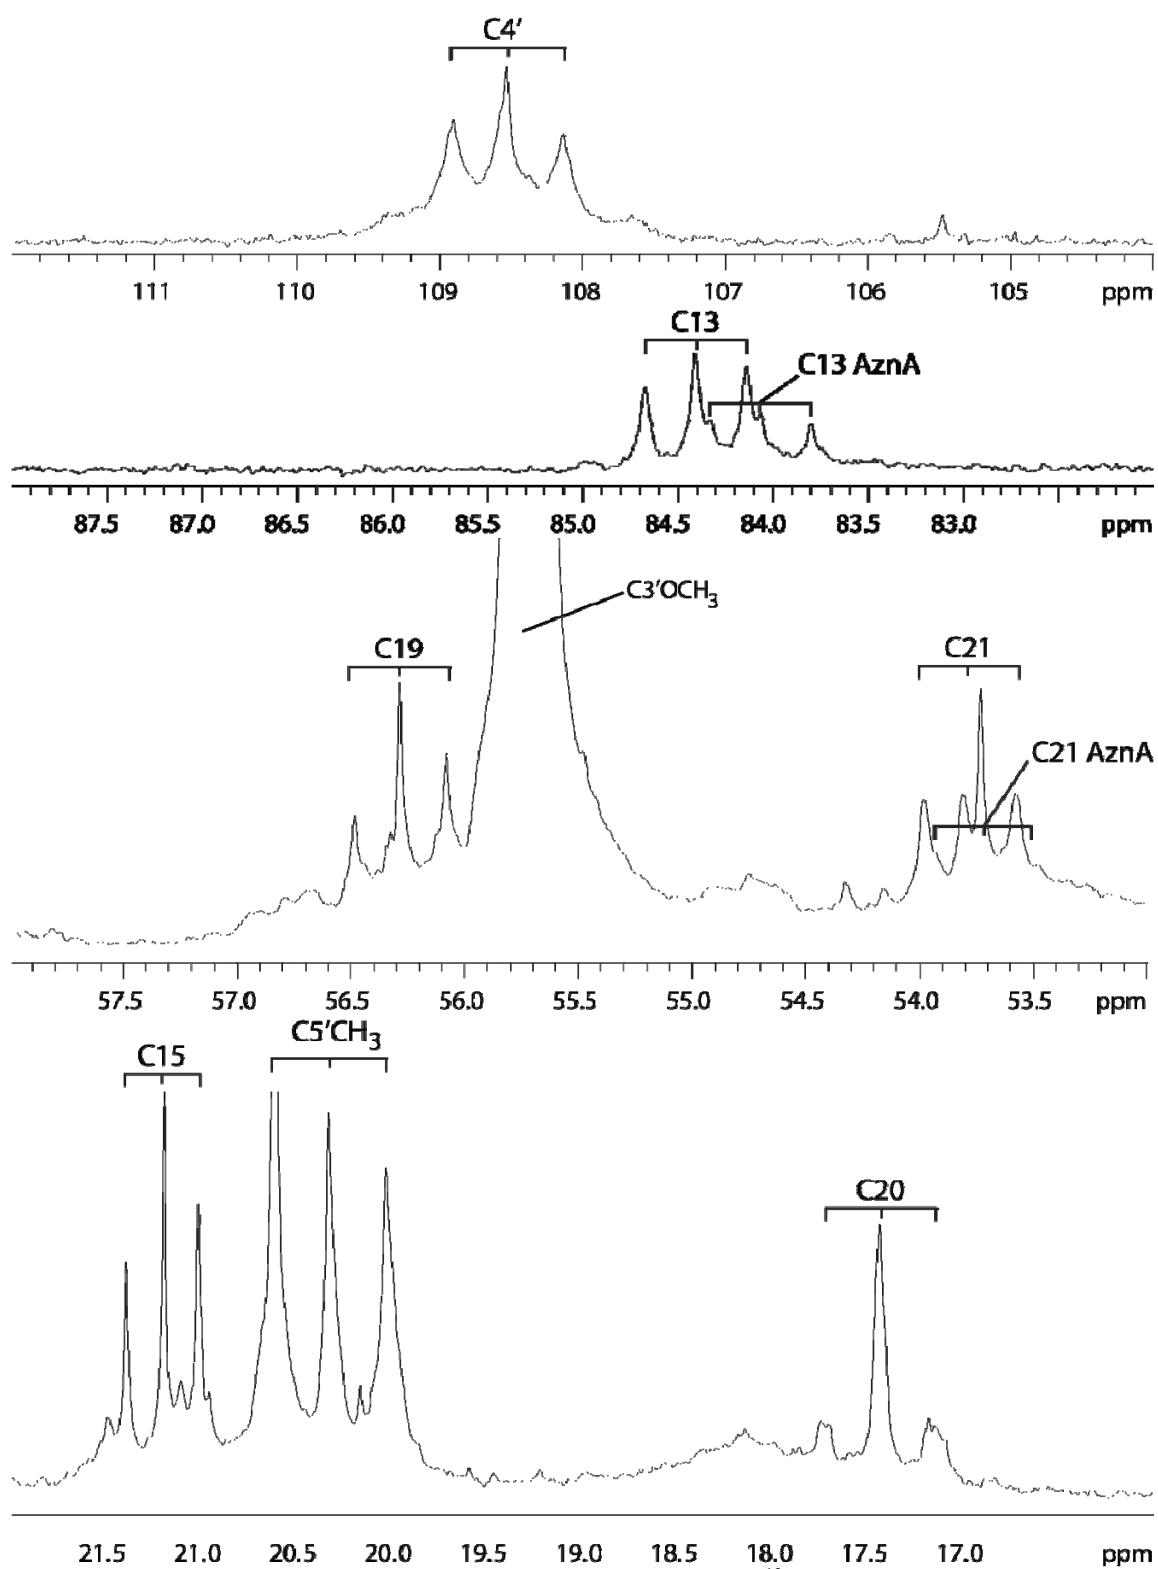 C4'
111 110 109 108 107 106 105 ppm
C13
C13 AznA
87.5 87.0 86.5 86.0 85.5 85.0 84.5 84.0 83.5 83.0 ppm
C3'OCH3
C19
C21
C21 AznA
57.5 57.0 56.5 56.0 55.5 55.0 54.5 54.0 53.5 ppm
C5'CH3
C15
C20
21.5 21.0 20.5 20.0 19.5 19.0 18.5 18.0 17.5 17.0 ppm